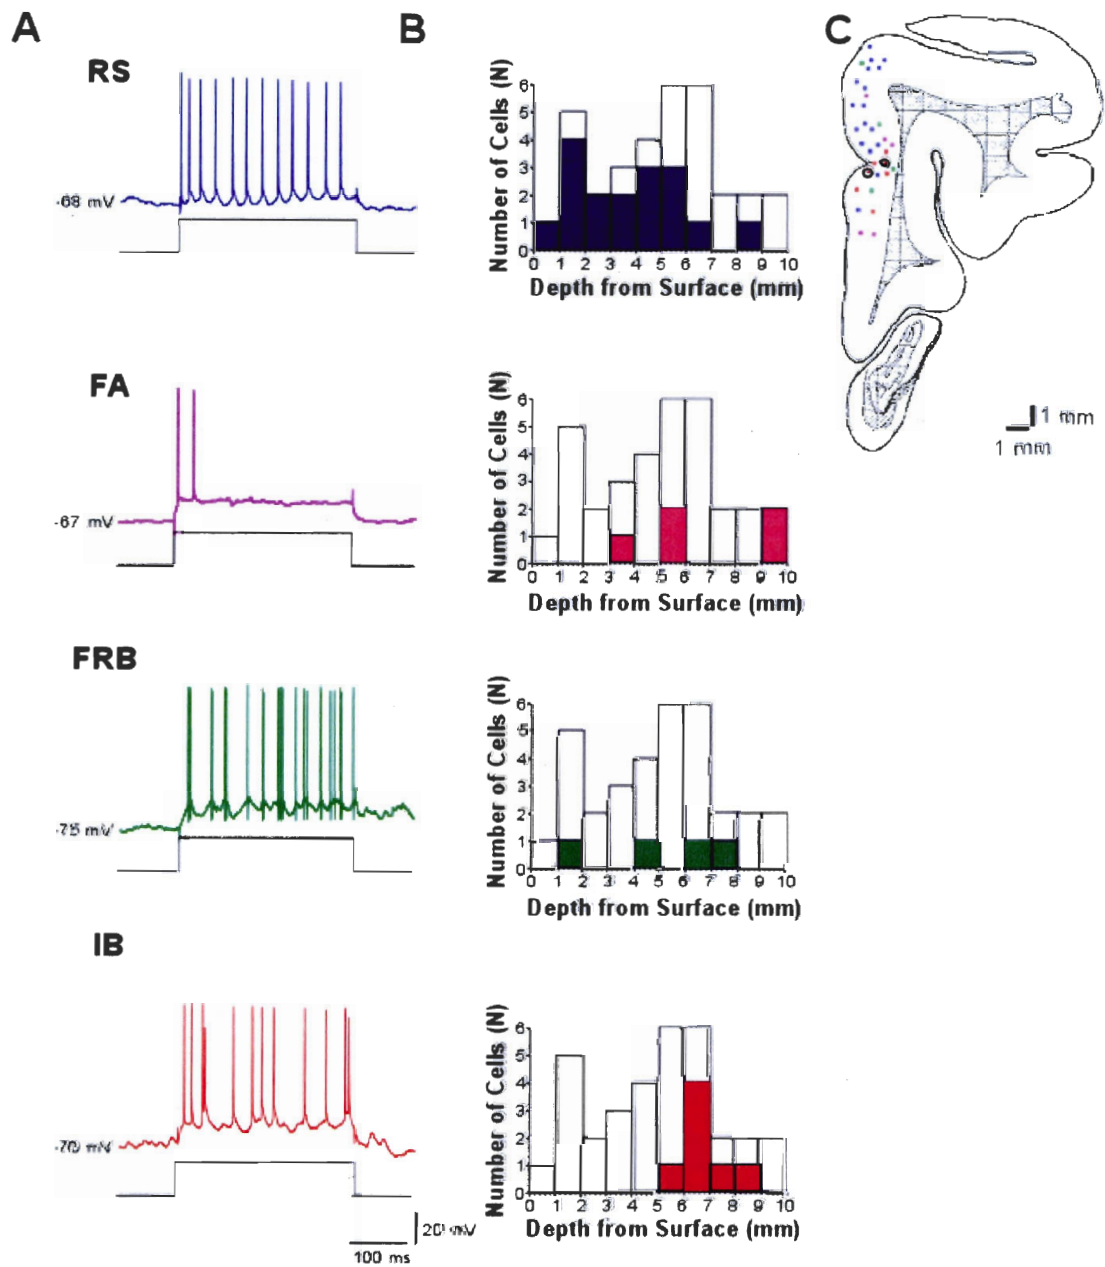 A
B
C
RS
-68 mV
Number of Cells (N)
6
5
4
3
2
1
0
0 1 2 3 4 5 6 7 8 9 10
Depth from Surface (mm)
1 mm
1 mm
FA
-67 mV
Number of Cells (N)
6
5
4
3
2
1
0
0 1 2 3 4 5 6 7 8 9 10
Depth from Surface (mm)
FRB
-75 mV
Number of Cells (N)
6
5
4
3
2
1
0
0 1 2 3 4 5 6 7 8 9 10
Depth from Surface (mm)
IB
-70 mV
Number of Cells (N)
6
5
4
3
2
1
0
0 1 2 3 4 5 6 7 8 9 10
Depth from Surface (mm)
20 mV
100 ms